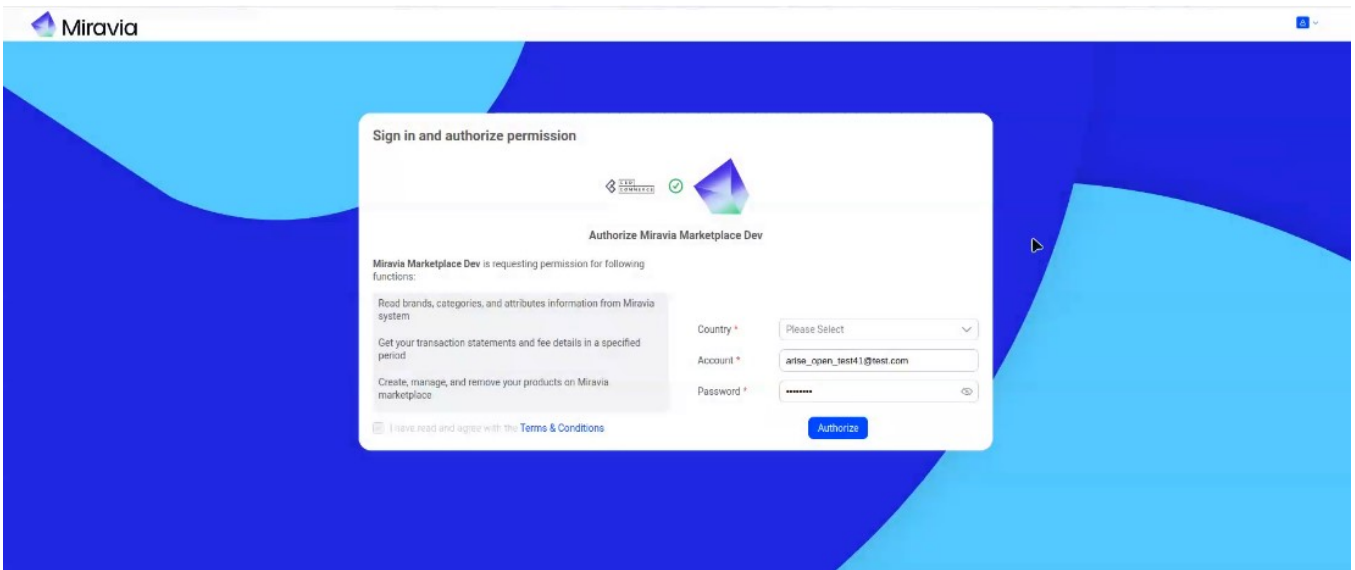 Miravia
Sign in and authorize permission
CED
COMMERCE
Authorize Miravia Marketplace Dev
Miravia Marketplace Dev is requesting permission for following
functions:
Read brands, categories, and attributes information from Miravia
system
Get your transaction statements and fee details in a specified
period
Create, manage, and remove your products on Miravia
marketplace
I have read and agree with the Terms & Conditions
Country * Please Select
Account * arise_open_test41@test.com
Password * ••••••••
Authorize